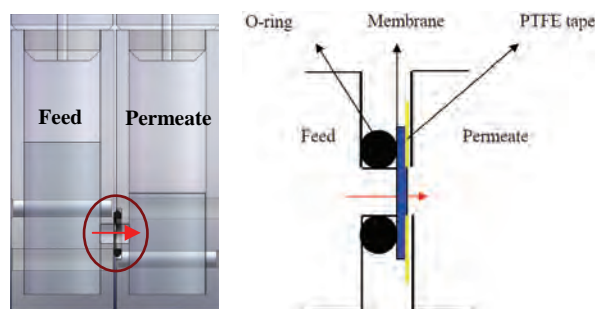 Feed
Permeate
O-ring
Membrane
PTFE tape
Feed
Permeate